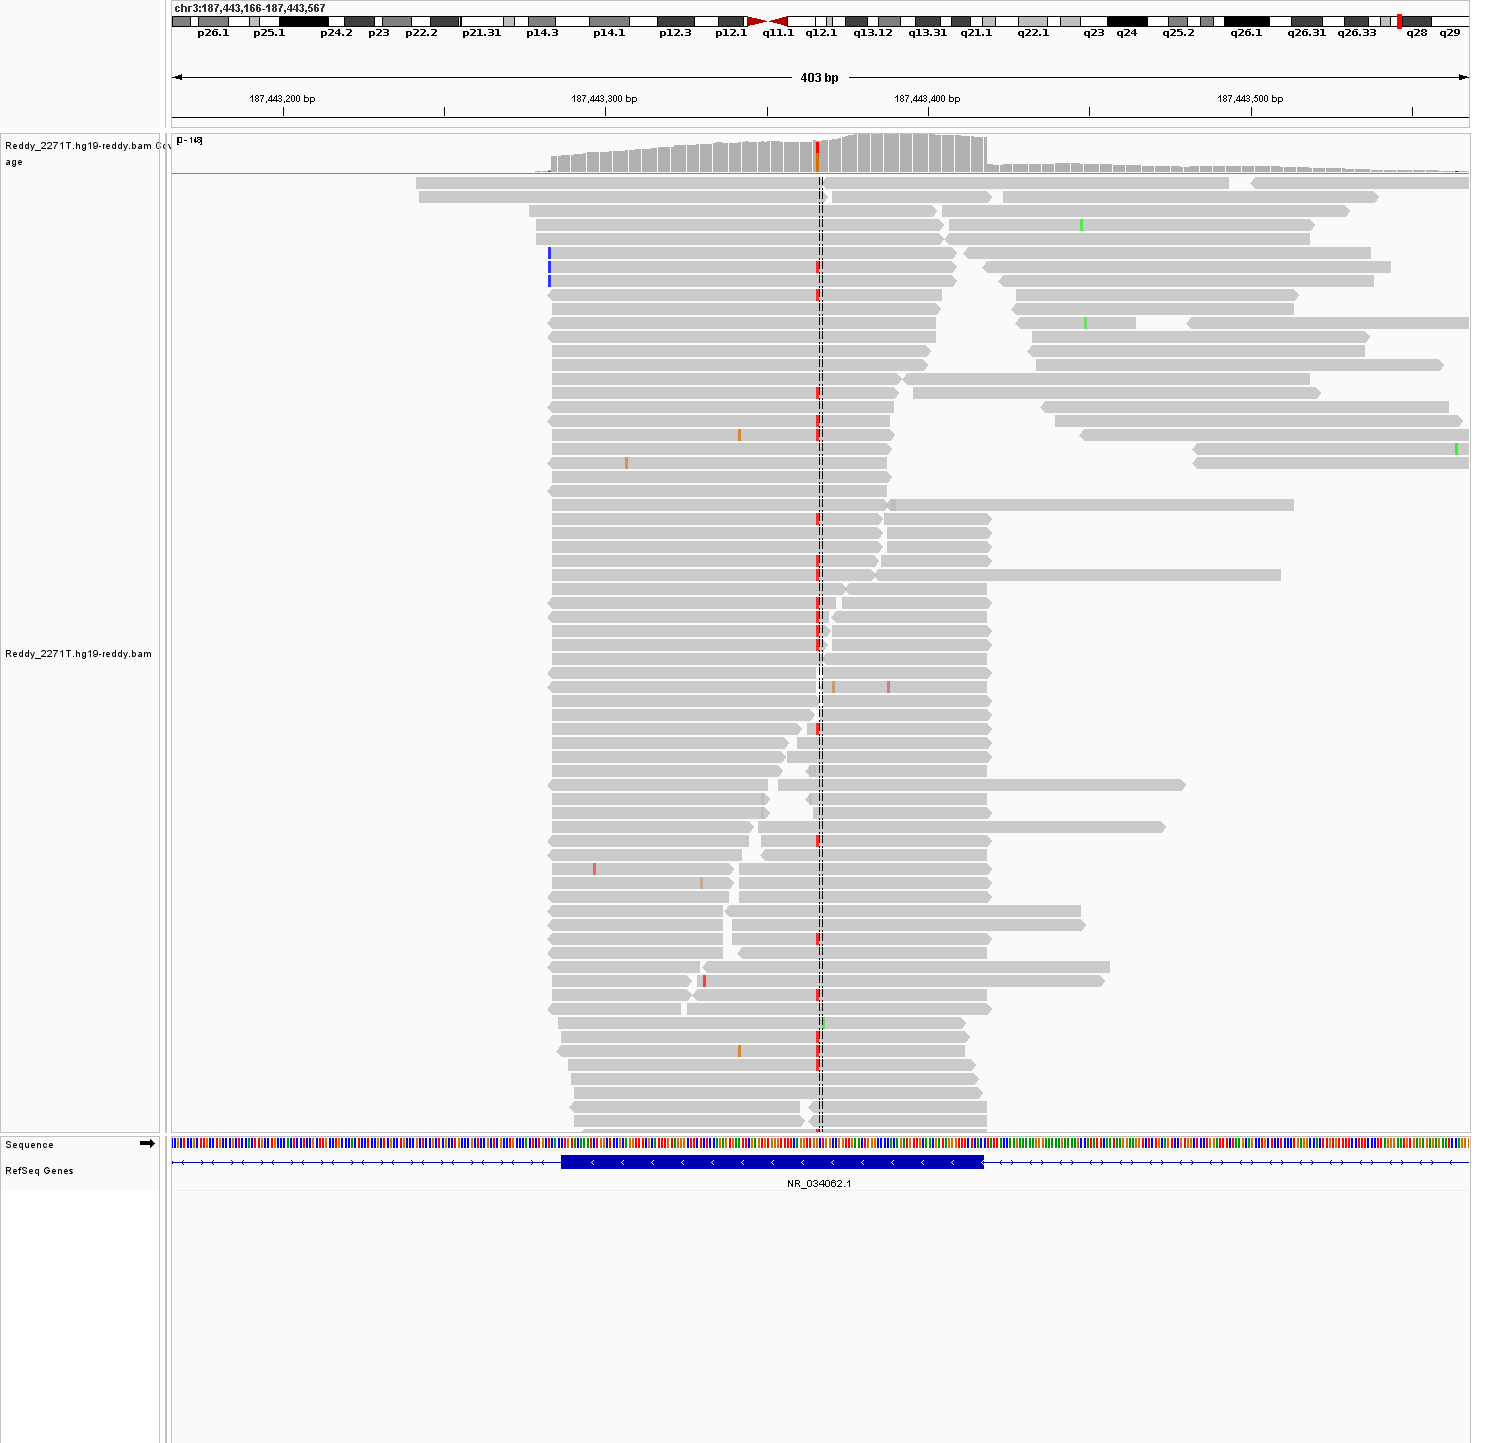 chr3:187,443,166-187,443,567
p26.1 p25.1 p24.2 p23 p22.2 p21.31 p14.3 p14.1 p12.3 p12.1 q11.1 q12.1 q13.12 q13.31 q21.1 q22.1 q23 q24 q25.2 q26.1 q26.31 q26.33 q28 q29
403 bp
187,443,200 bp 187,443,300 bp 187,443,400 bp 187,443,500 bp
Reddy_2271T.hg19-reddy.bam Cov
age
Reddy_2271T.hg19-reddy.bam
Sequence
RefSeq Genes
NR_034062.1